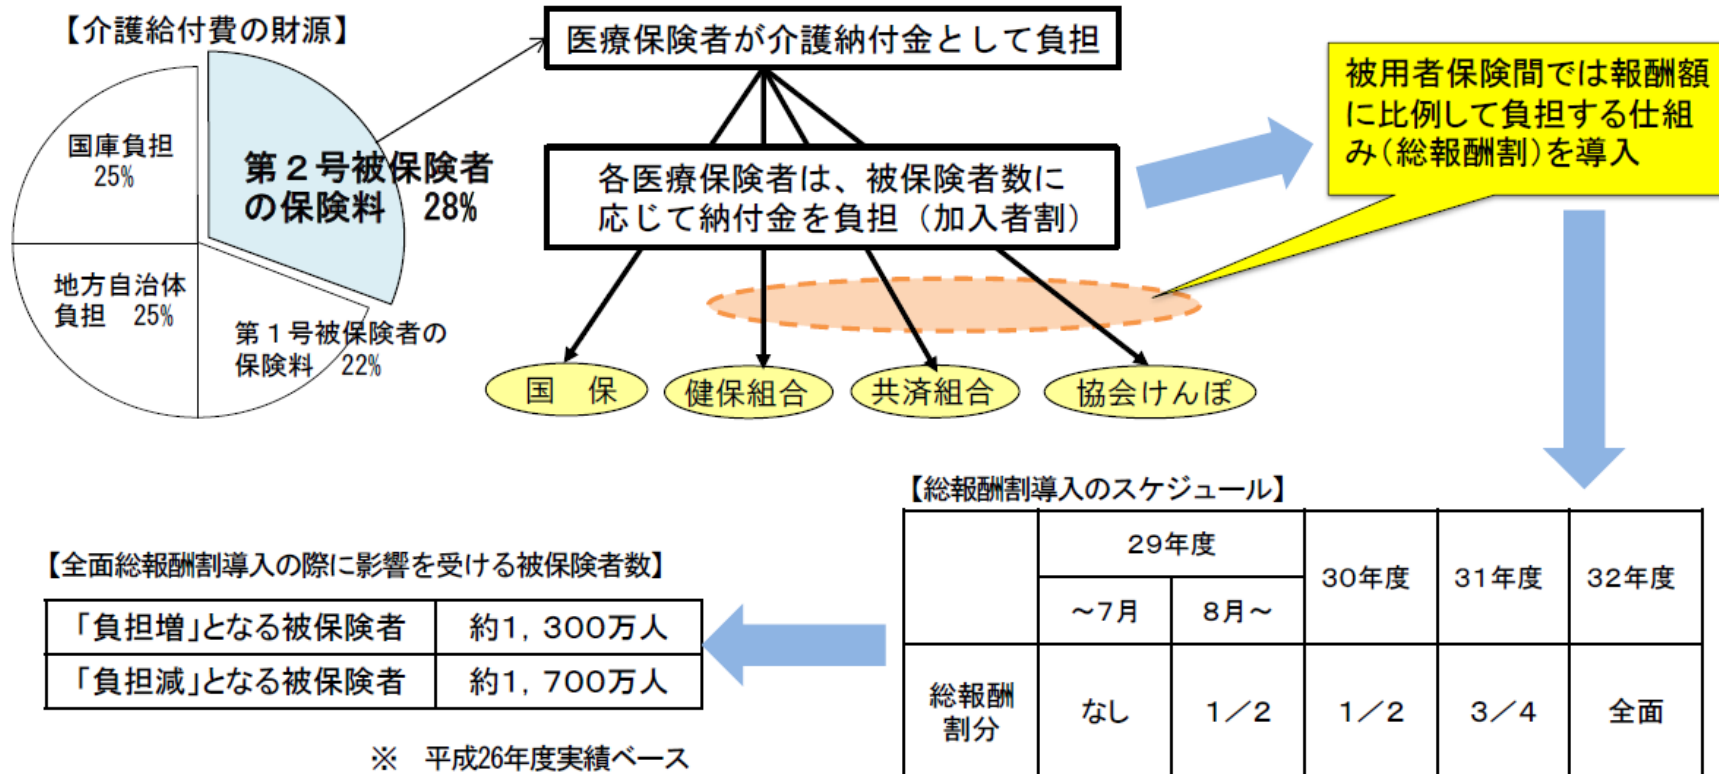 【介護給付費の財源】
国庫負担
25%
第２号被保険者
の保険料　28%
地方自治体
負担　25%
第１号被保険者の
保険料　22%
医療保険者が介護納付金として負担
各医療保険者は、被保険者数に
応じて納付金を負担（加入者割）
国　保
健保組合
共済組合
協会けんぽ
被用者保険間では報酬額
に比例して負担する仕組
み（総報酬割）を導入
【総報酬割導入のスケジュール】
29年度
30年度
31年度
32年度
～7月
8月～
総報酬
割分
なし
1／2
1／2
3／4
全面
【全面総報酬割導入の際に影響を受ける被保険者数】
「負担増」となる被保険者
約1，300万人
「負担減」となる被保険者
約1，700万人
※　平成26年度実績ベース